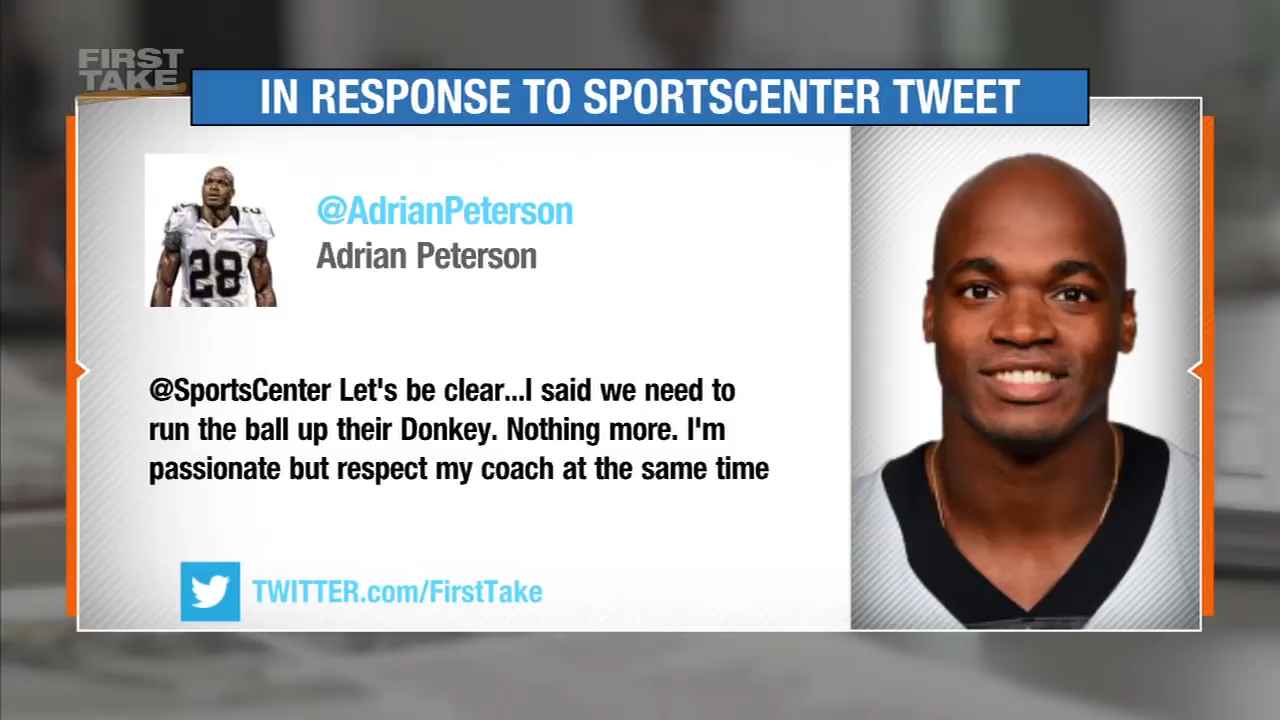 FIRST
TAKE
IN RESPONSE TO SPORTSCENTER TWEET
@AdrianPeterson
Adrian Peterson
28
@SportsCenter Let's be clear...I said we need to
run the ball up their Donkey. Nothing more. I'm
passionate but respect my coach at the same time
TWITTER.com/FirstTake